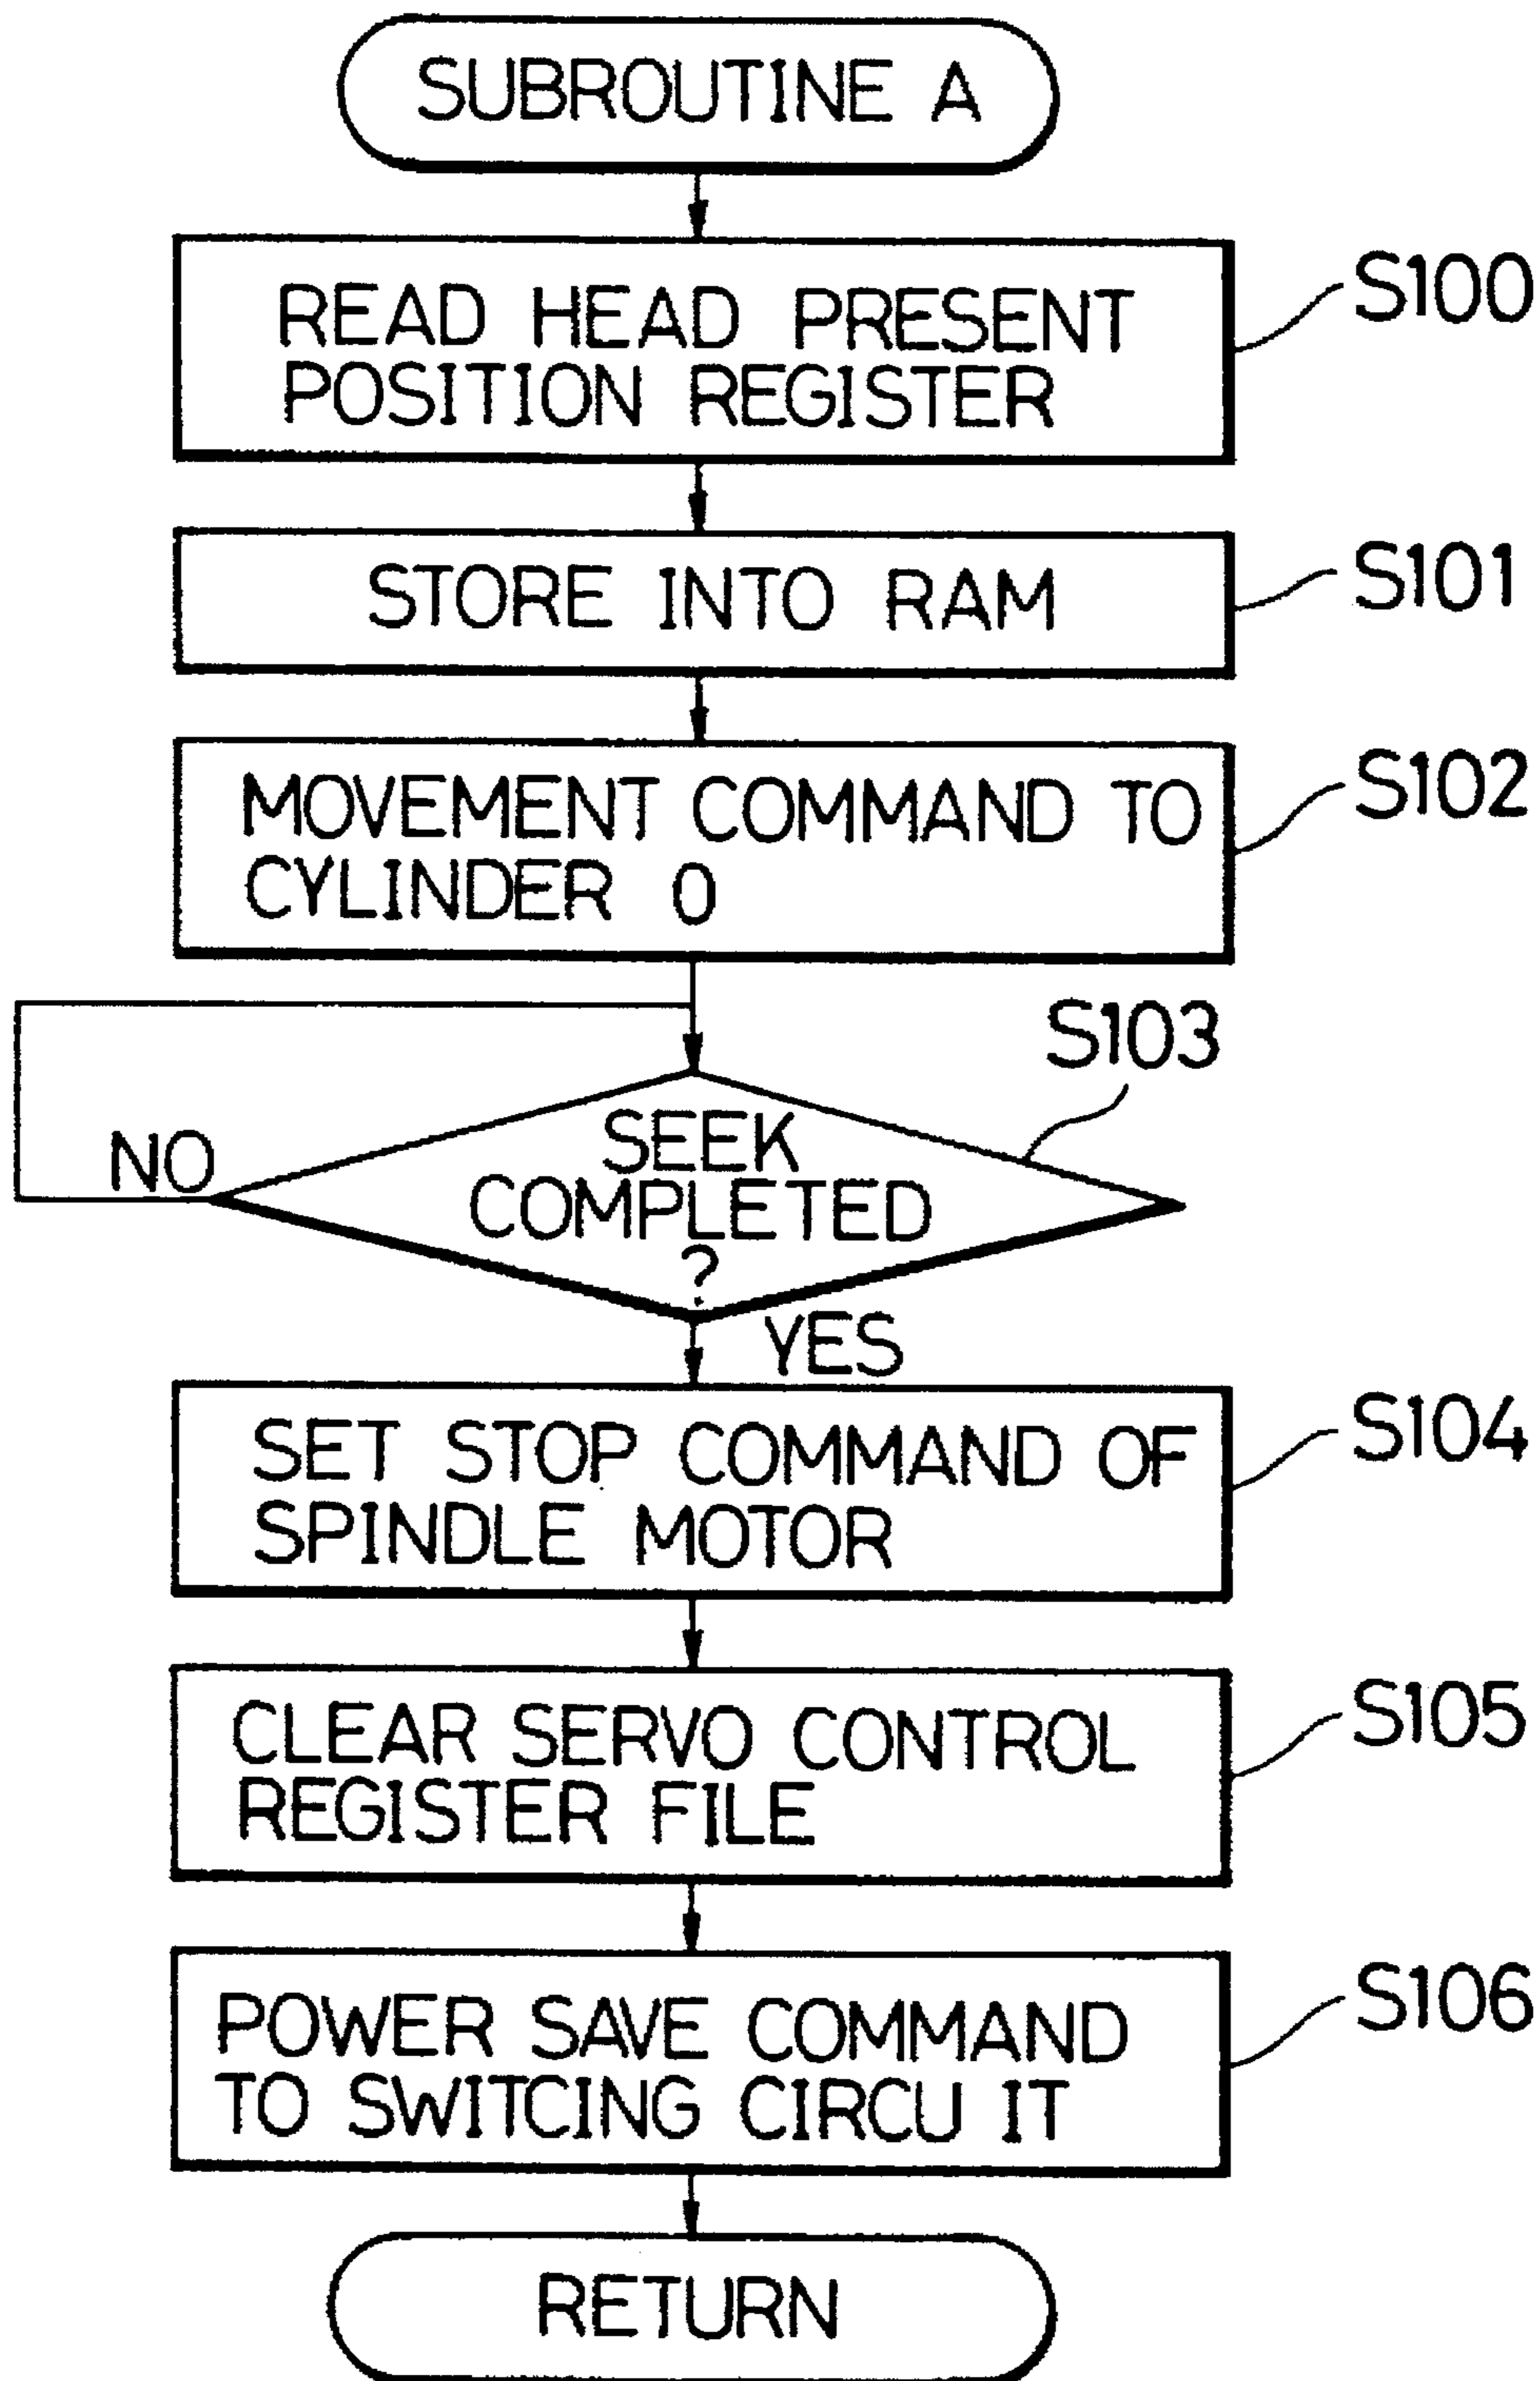 SUBROUTINE A
READ HEAD PRESENT
POSITION REGISTER
S100
STORE INTO RAM
S101
MOVEMENT COMMAND TO
CYLINDER 0
S102
S103
NO
SEEK
COMPLETED
?
YES
SET STOP COMMAND OF
SPINDLE MOTOR
S104
CLEAR SERVO CONTROL
REGISTER FILE
S105
POWER SAVE COMMAND
TO SWITCING CIRCU IT
S106
RETURN